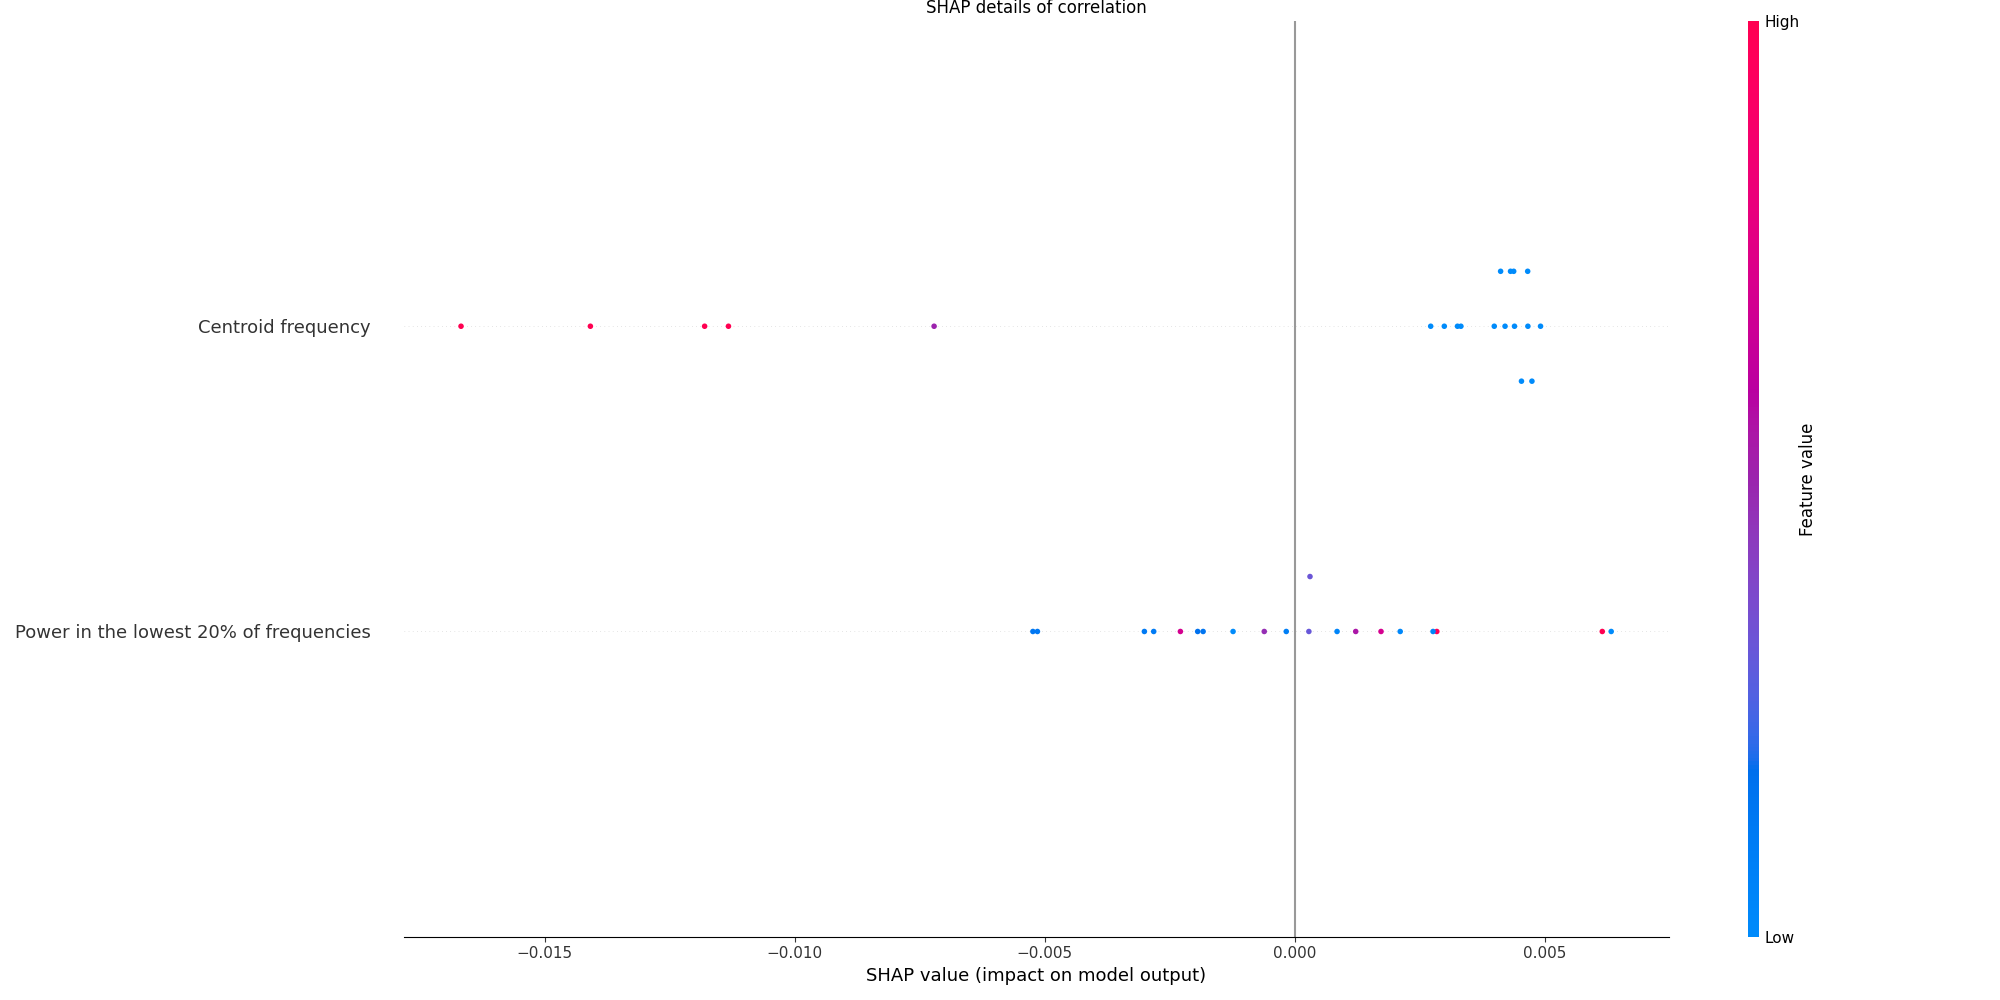 SHAP details of correlation
High
Centroid frequency
Feature value
Power in the lowest 20% of frequencies
Low
−0.015
−0.010
−0.005
0.000
0.005
SHAP value (impact on model output)